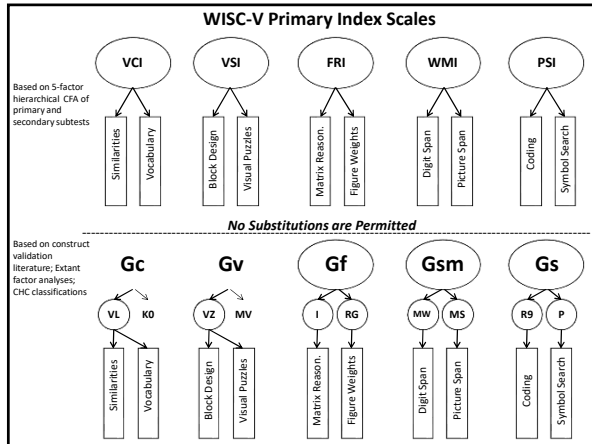 WISC-V Primary Index Scales
VCI VSI FRI WMI PSI
Based on 5-factor
hierarchical CFA of
primary and
secondary subtests
Similarities
Vocabulary
Block Design
Visual Puzzles
Matrix Reason.
Figure Weights
Digit Span
Picture Span
Coding
Symbol Search
No Substitutions are Permitted
Based on construct
validation
literature; Extant
factor analyses;
CHC classifications
Gc Gv Gf Gsm Gs
VL K0 VZ MV I RG MW MS R9 P
Similarities
Vocabulary
Block Design
Visual Puzzles
Matrix Reason.
Figure Weights
Digit Span
Picture Span
Coding
Symbol Search